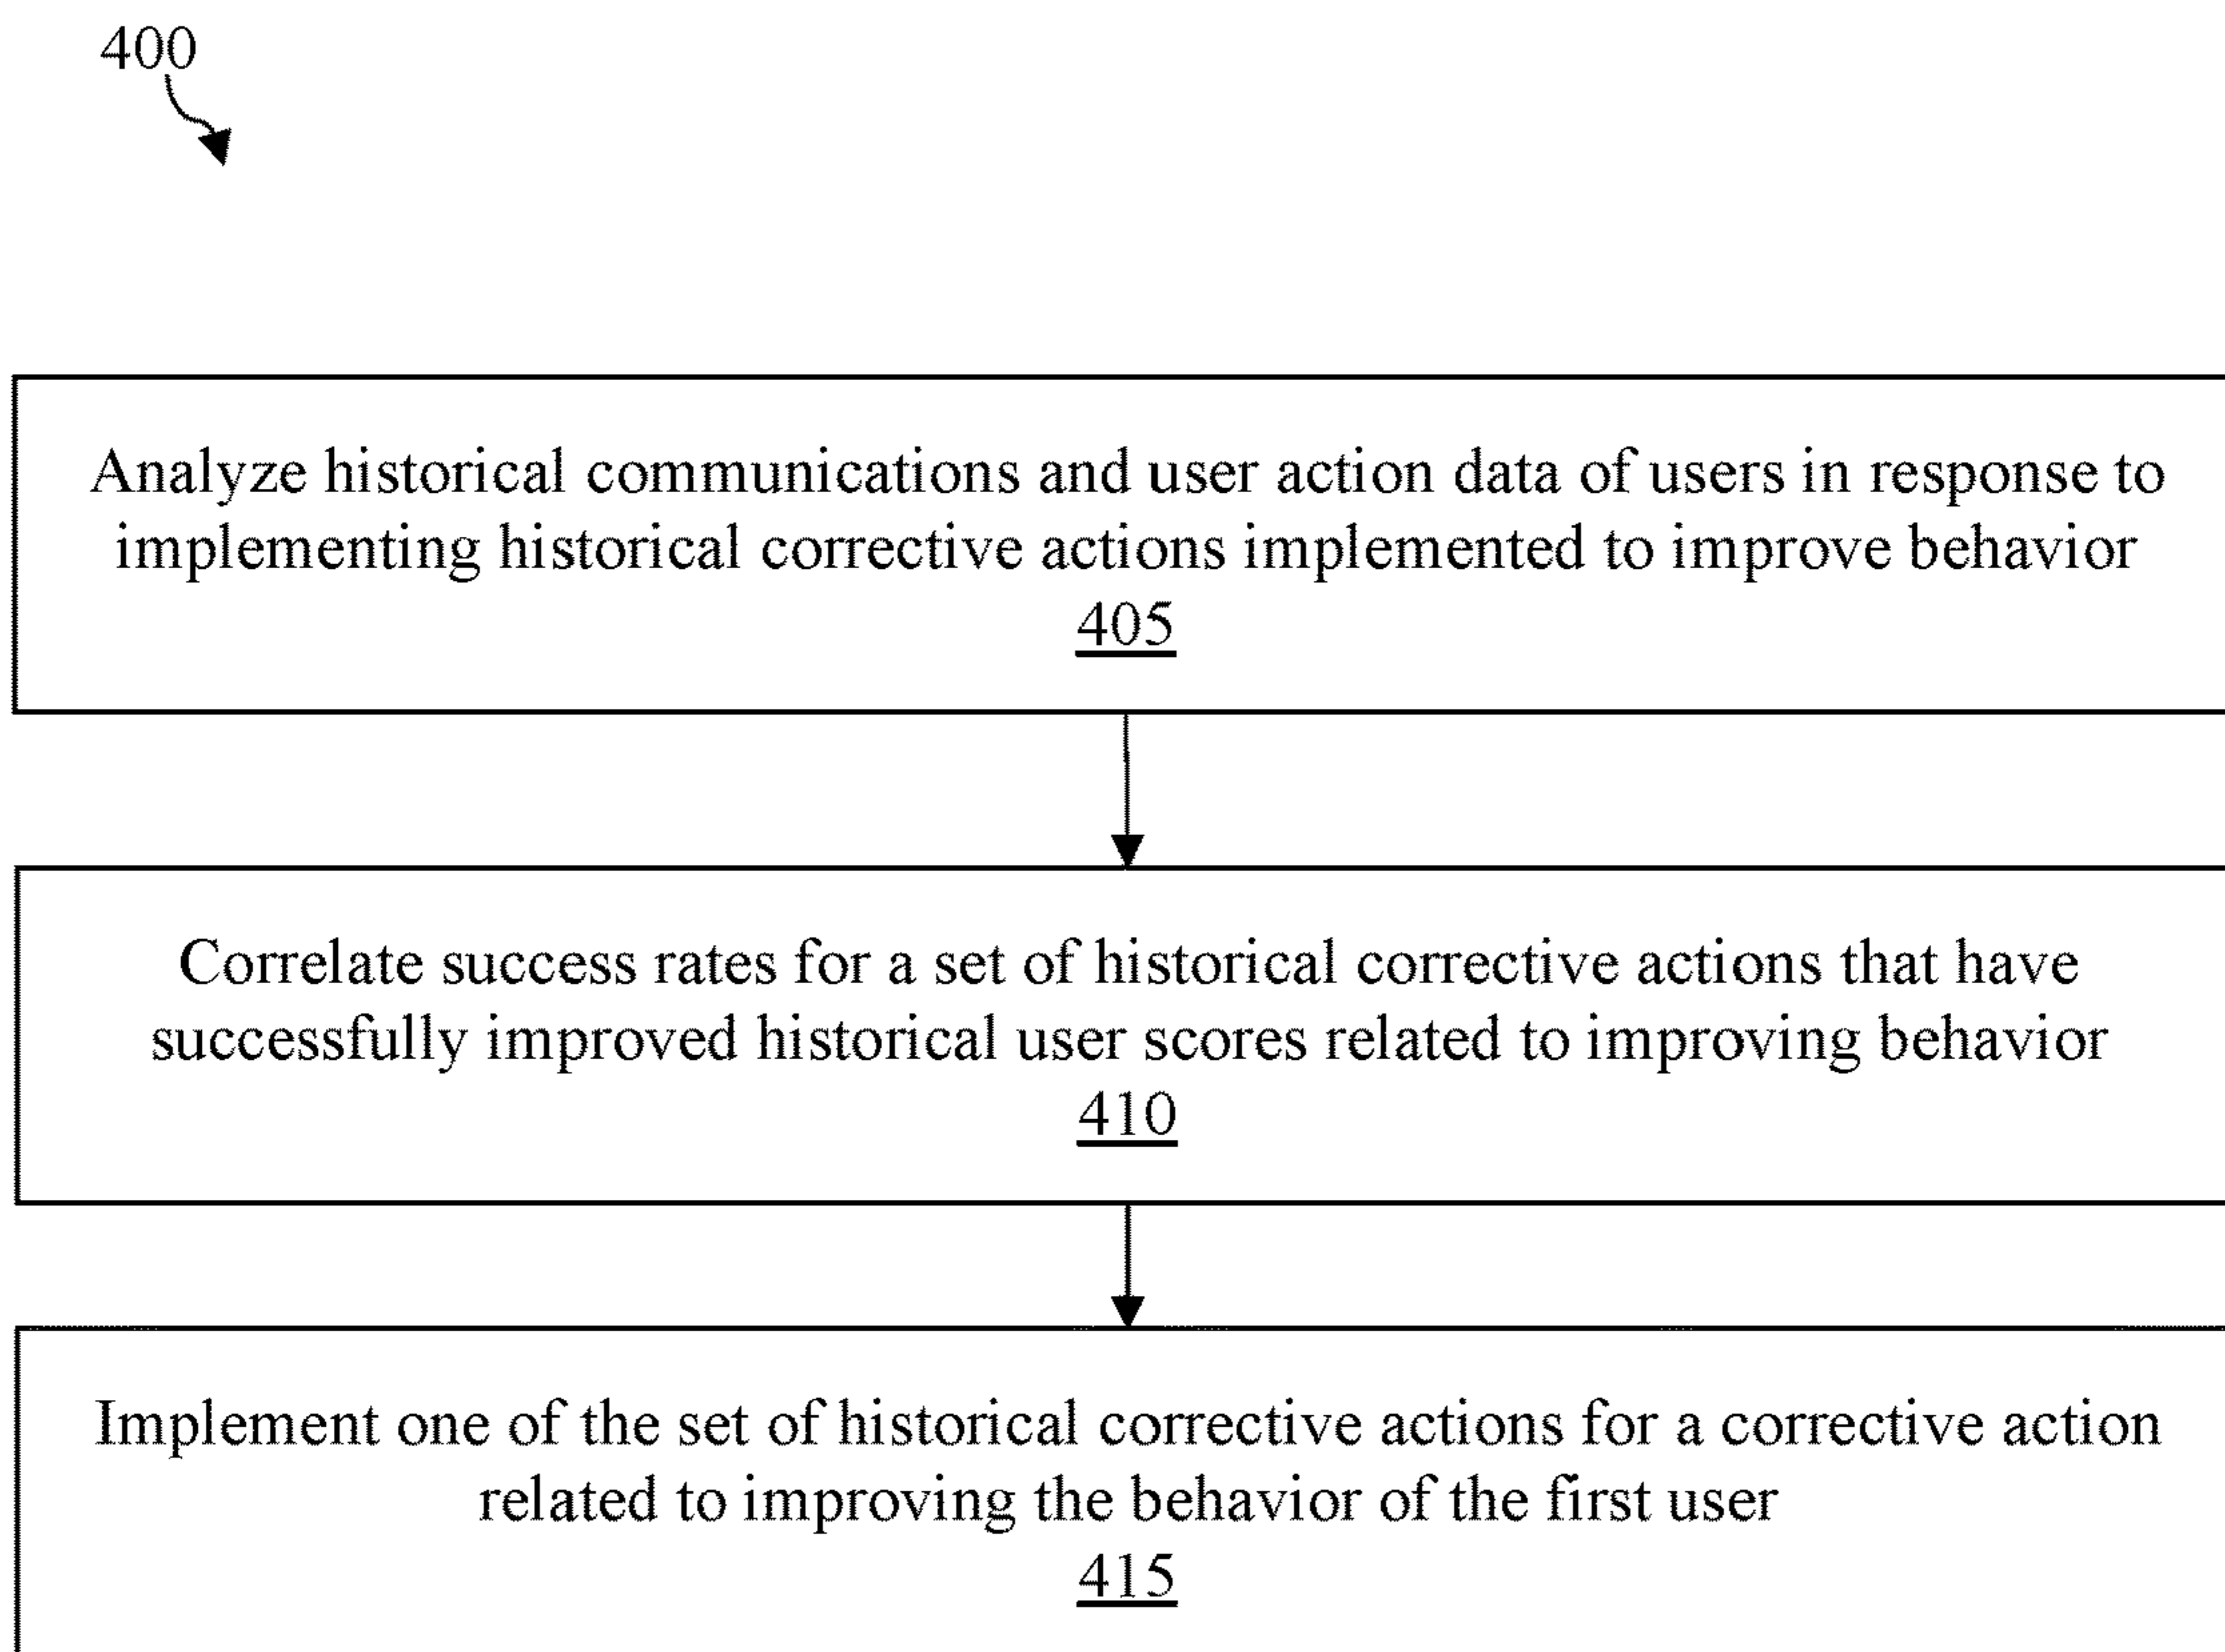 400
Analyze historical communications and user action data of users in response to
implementing historical corrective actions implemented to improve behavior
405
Correlate success rates for a set of historical corrective actions that have
successfully improved historical user scores related to improving behavior
410
Implement one of the set of historical corrective actions for a corrective action
related to improving the behavior of the first user
415